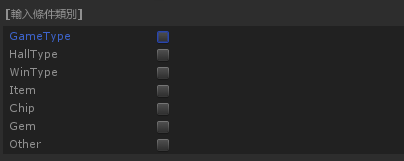 [輸入條件類別]
GameType
HallType
WinType
Item
Chip
Gem
Other